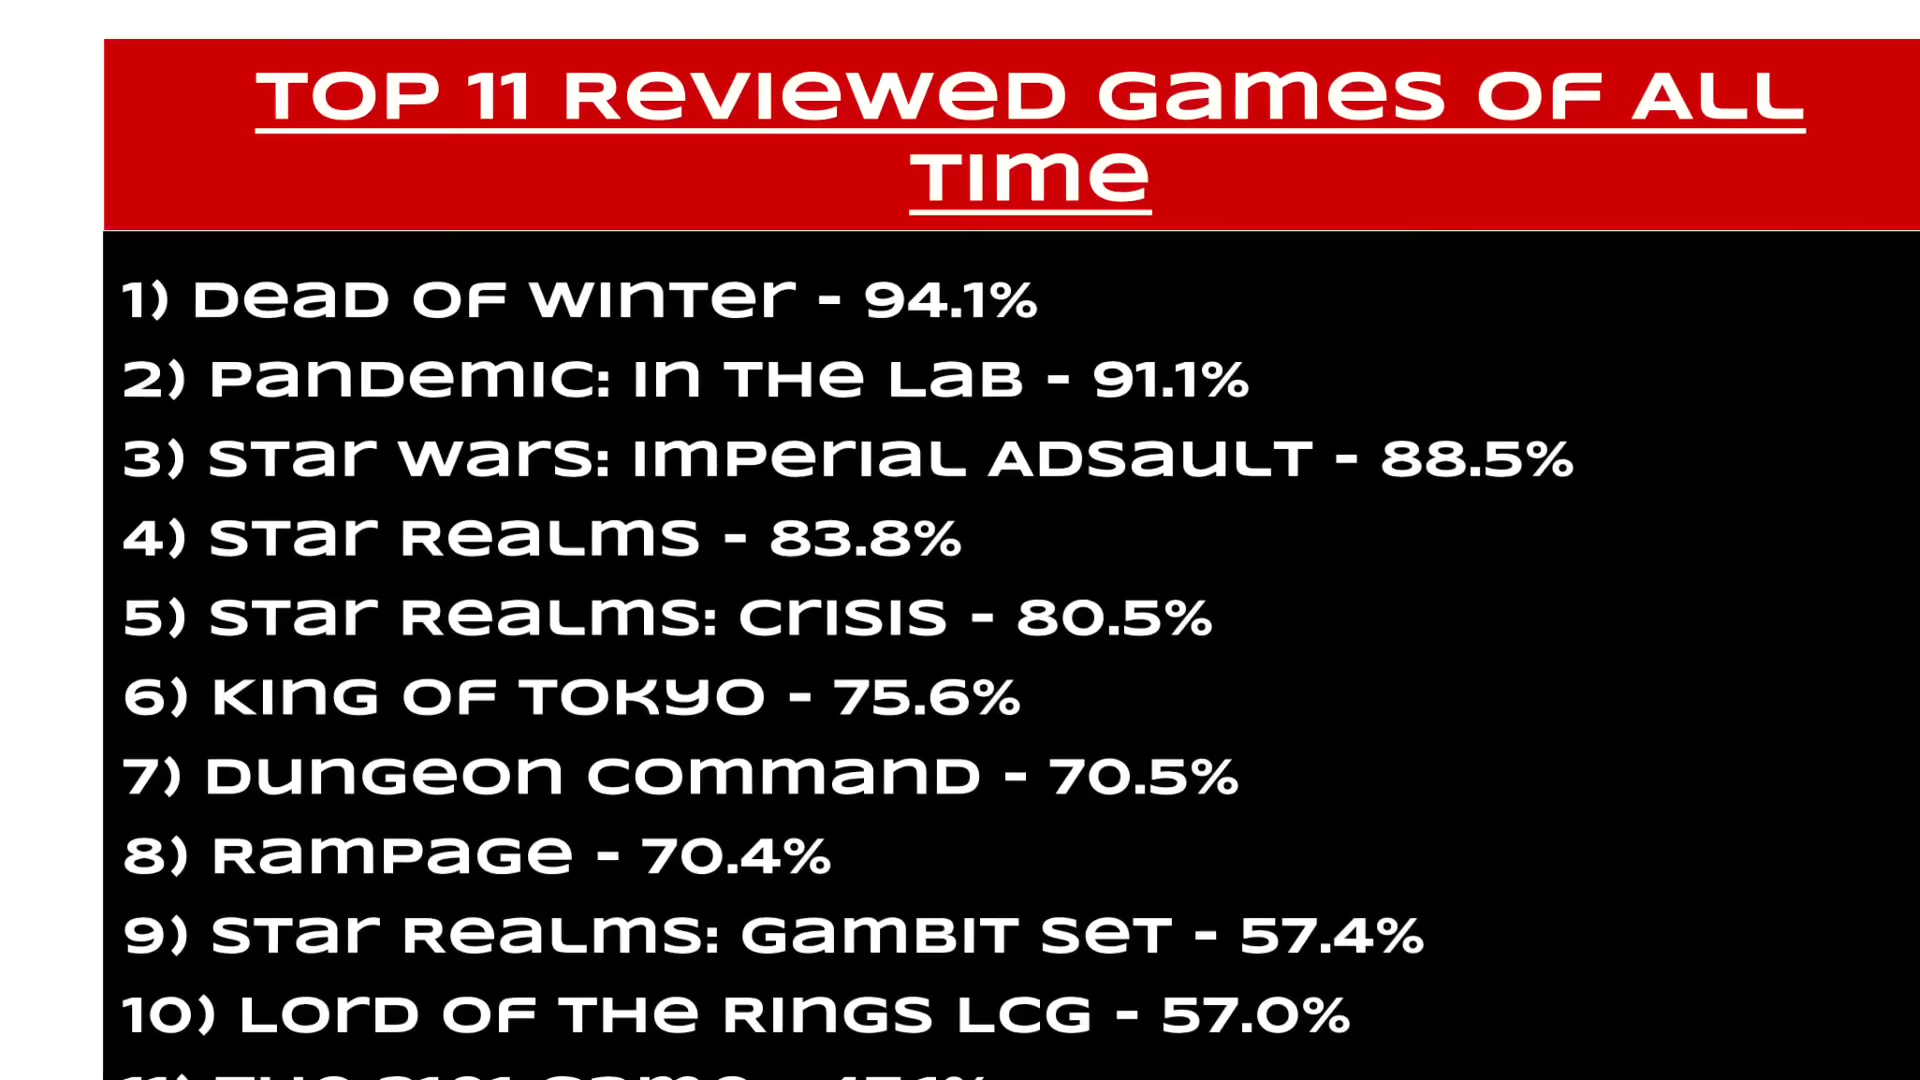 Top 11 Reviewed Games of All
Time
1) Dead of Winter - 94.1%
2) Pandemic: In the Lab - 91.1%
3) Star Wars: Imperial Adsault - 88.5%
4) Star Realms - 83.8%
5) Star Realms: Crisis - 80.5%
6) King of Tokyo - 75.6%
7) Dungeon Command - 70.5%
8) Rampage - 70.4%
9) Star Realms: Gambit Set - 57.4%
10) Lord of the Rings LCG - 57.0%